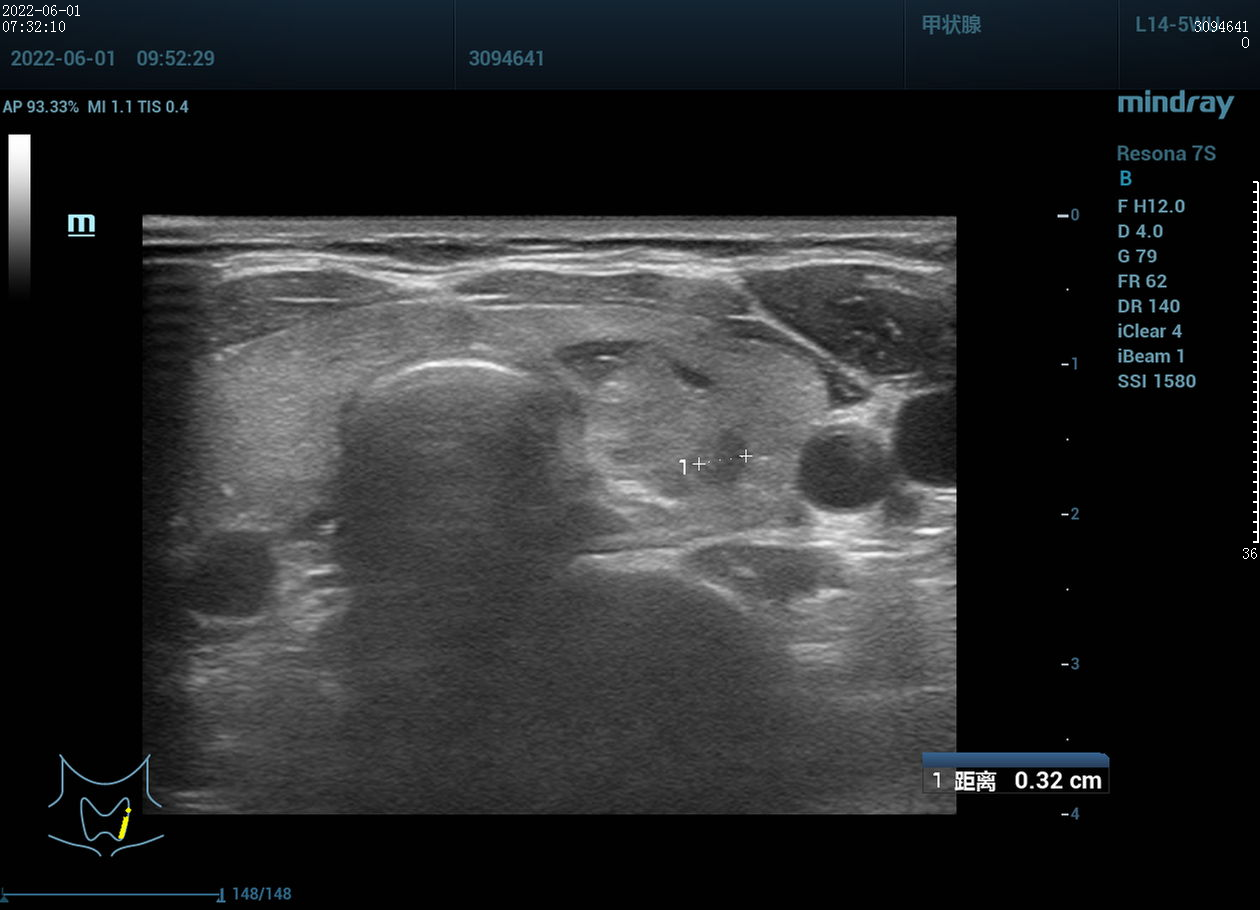 2022-06-01
07:32:10
2022-06-01 09:52:29
3094641
甲状腺
L14-5WU
3094641
0
AP 93.33% MI 1.1 TIS 0.4
mindray
Resona 7S
B
F H12.0
D 4.0
G 79
FR 62
DR 140
iClear 4
iBeam 1
SSI 1580
m
0
1
2
3
4
36
1
1 距离 0.32 cm
148/148